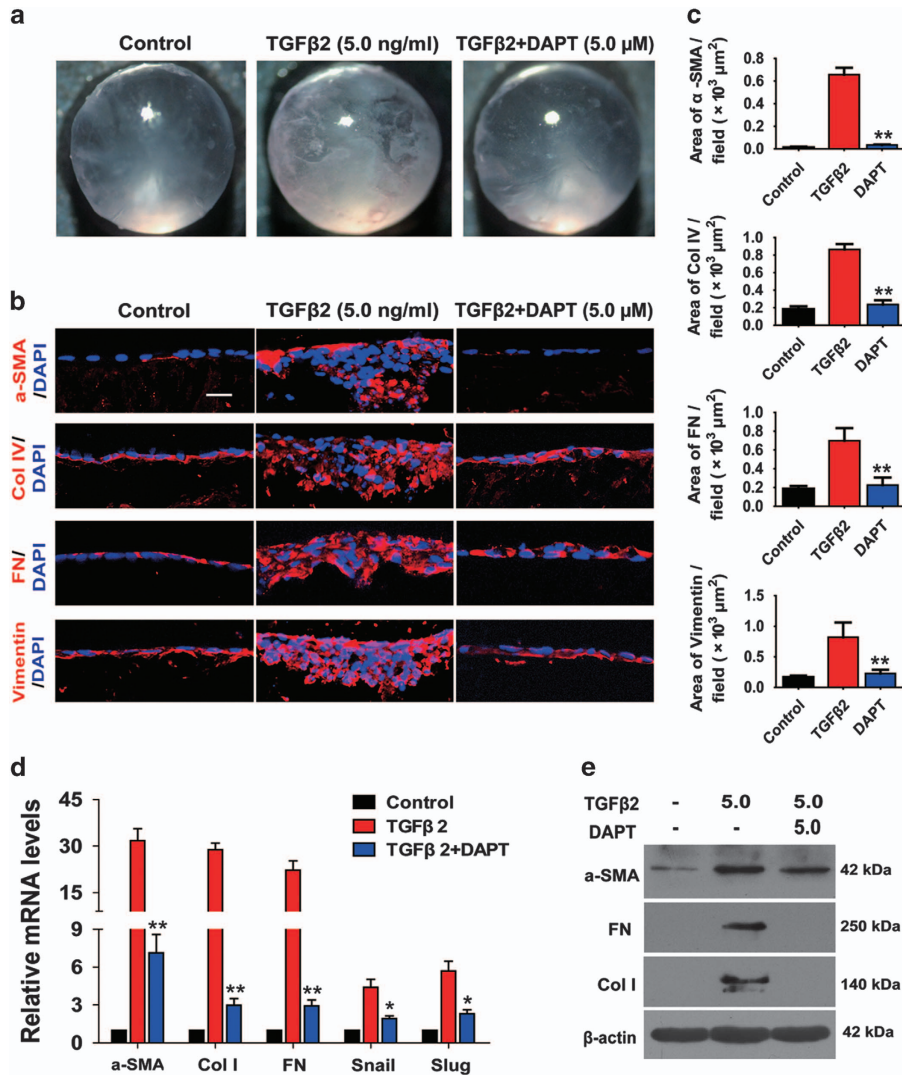 a
Control
TGFβ2 (5.0 ng/ml)
TGFβ2+DAPT (5.0 µM)
b
Control
TGFβ2 (5.0 ng/ml)
TGFβ2+DAPT (5.0 µM)
a-SMA
/DAPI
Col IV/
DAPI
FN/
DAPI
Vimentin
/DAPI
c
Area of α -SMA /
field ( × 10³ µm²)
0.8
0.6
0.4
0.2
0.0
**
Control
TGFβ2
DAPT
Area of Col IV /
field ( × 10³ µm²)
1.0
0.8
0.6
0.4
0.2
0.0
**
Control
TGFβ2
DAPT
Area of FN /
field ( × 10³ µm²)
1.0
0.8
0.6
0.4
0.2
0.0
**
Control
TGFβ2
DAPT
Area of Vimentin /
field ( × 10³ µm²)
1.5
1.0
0.5
0.0
**
Control
TGFβ2
DAPT
d
Relative mRNA levels
45
30
15
9
6
3
0
Control
TGFβ 2
TGFβ 2+DAPT
**
**
**
*
*
a-SMA
Col I
FN
Snail
Slug
e
TGFβ2 - 5.0 5.0
DAPT - - 5.0
a-SMA 42 kDa
FN 250 kDa
Col I 140 kDa
β-actin 42 kDa